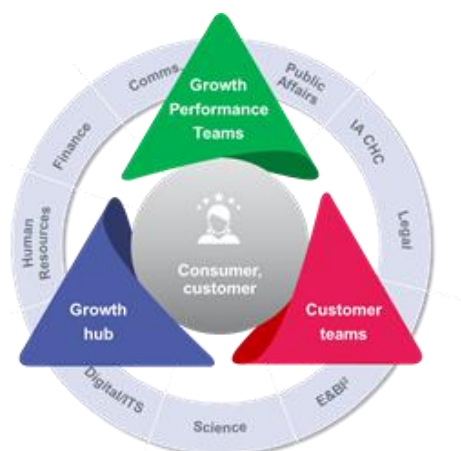 Growth
Performance
Teams
Consumer,
customer
Growth
hub
Customer
teams
Comms
Public
Affairs
IA CHC
Legal
E&BI²
Science
Digital/ITS
Human
Resources
Finance